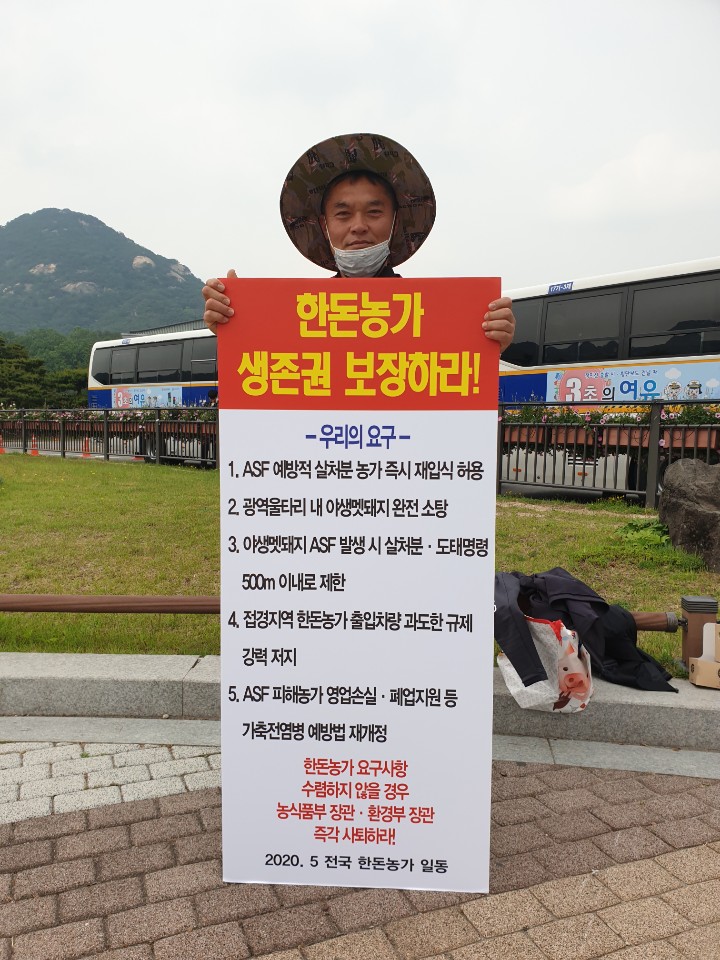 한돈농가
생존권 보장하라!
- 우리의 요구 -
1. ASF 예방적 살처분 농가 즉시 재입식 허용
2. 광역울타리 내 야생멧돼지 완전 소탕
3. 야생멧돼지 ASF 발생 시 살처분 · 도태명령
500m 이내로 제한
4. 접경지역 한돈농가 출입차량 과도한 규제
강력 저지
5. ASF 피해농가 영업손실 · 폐업지원 등
가축전염병 예방법 재개정
한돈농가 요구사항
수렴하지 않을 경우
농식품부 장관 · 환경부 장관
즉각 사퇴하라!
2020. 5 전국 한돈농가 일동
3초의 여유
3초의 여유